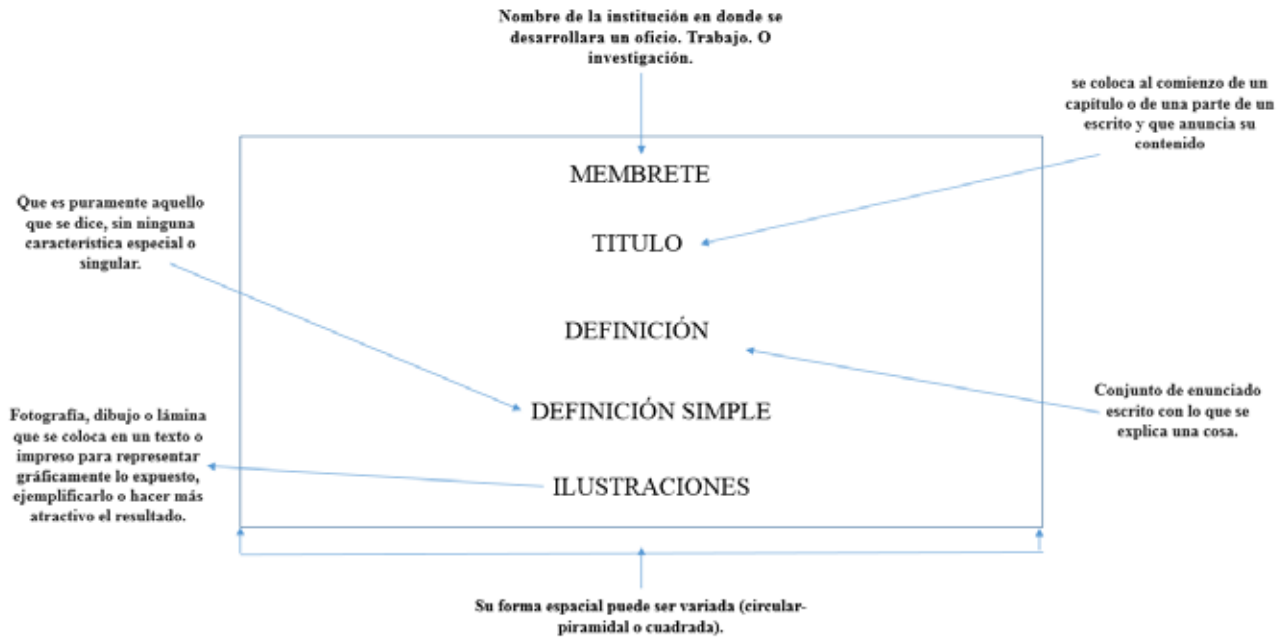 Nombre de la institución en donde se
desarrollara un oficio. Trabajo. O
investigación.
se coloca al comienzo de un
capítulo o de una parte de un
escrito y que anuncia su
contenido
MEMBRETE
Que es puramente aquello
que se dice, sin ninguna
característica especial o
singular.
TITULO
DEFINICIÓN
Conjunto de enunciado
escrito con lo que se
explica una cosa.
DEFINICIÓN SIMPLE
Fotografía, dibujo o lámina
que se coloca en un texto o
impreso para representar
gráficamente lo expuesto,
ejemplificarlo o hacer más
atractivo el resultado.
ILUSTRACIONES
Su forma espacial puede ser variada (circular-
piramidal o cuadrada).